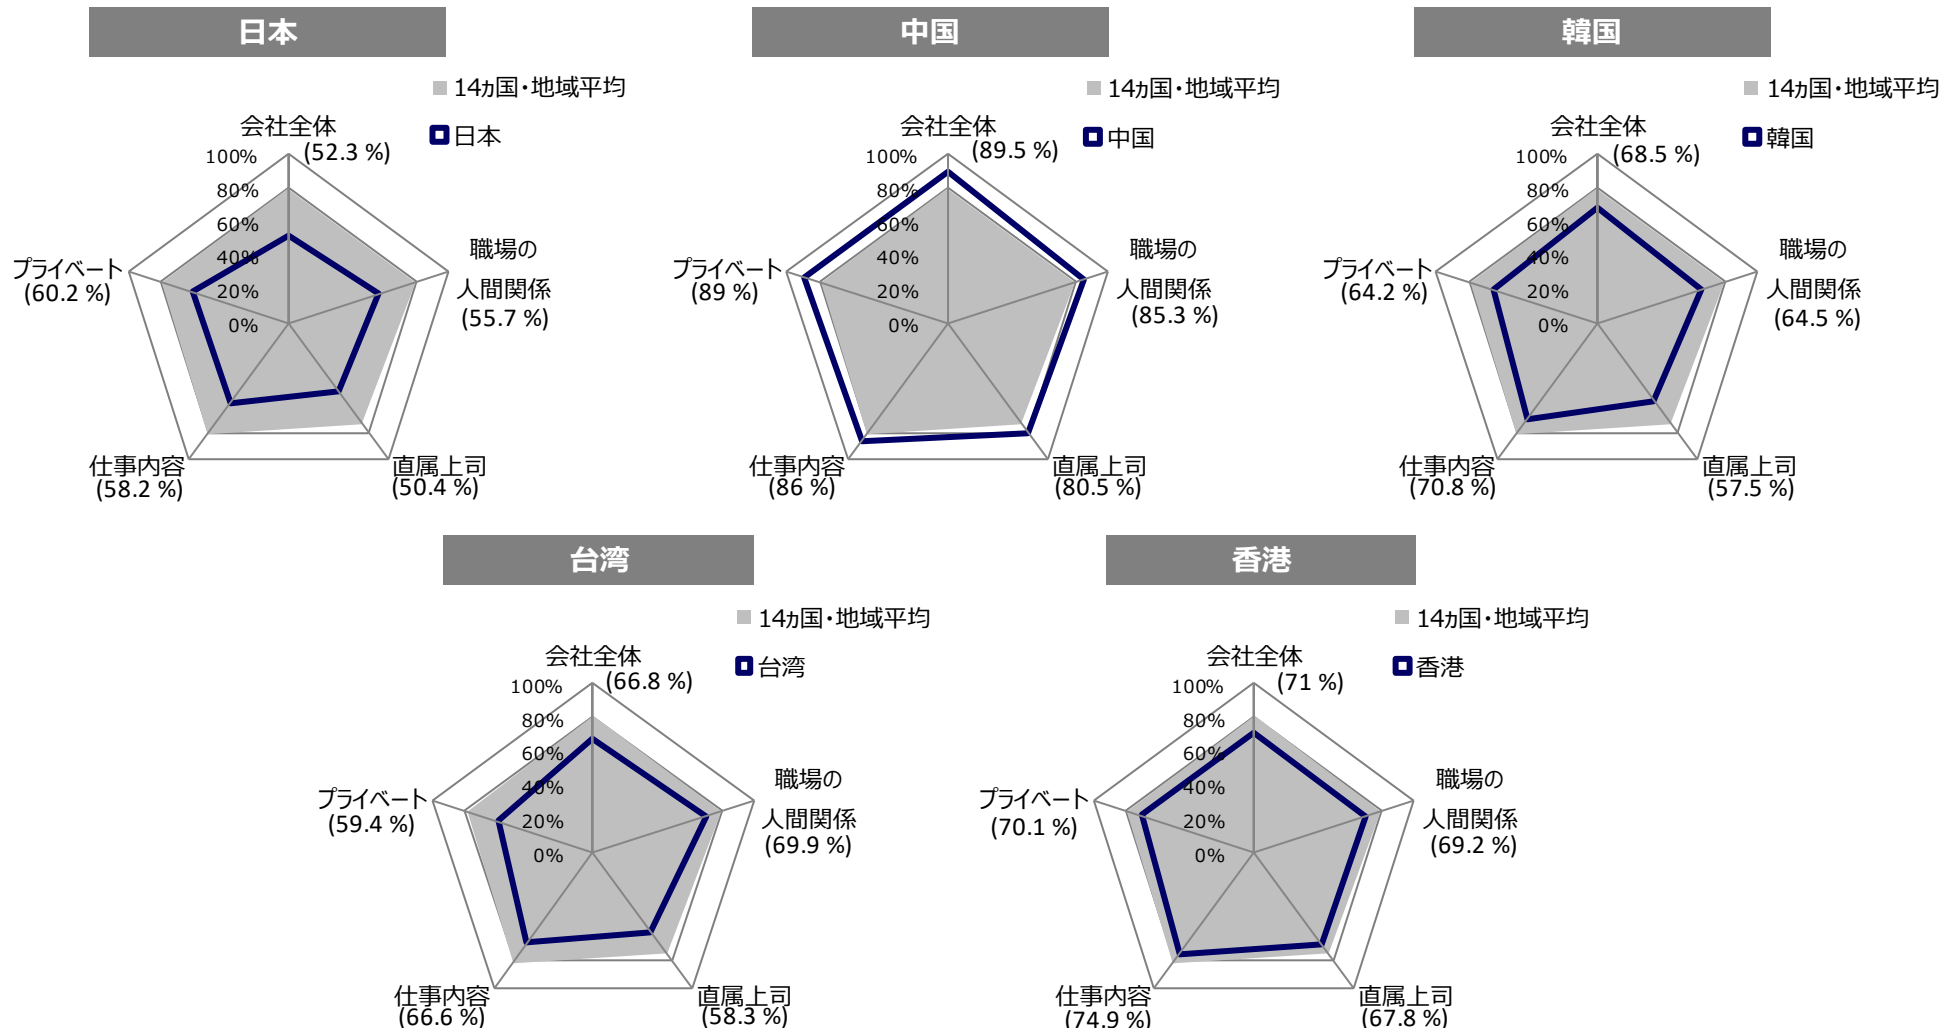 日本
14ヵ国・地域平均
日本
会社全体
(52.3 %)
100%
80%
60%
40%
20%
0%
職場の
人間関係
(55.7 %)
直属上司
(50.4 %)
仕事内容
(58.2 %)
プライベート
(60.2 %)
中国
14ヵ国・地域平均
中国
会社全体
(89.5 %)
100%
80%
60%
40%
20%
0%
職場の
人間関係
(85.3 %)
直属上司
(80.5 %)
仕事内容
(86 %)
プライベート
(89 %)
韓国
14ヵ国・地域平均
韓国
会社全体
(68.5 %)
100%
80%
60%
40%
20%
0%
職場の
人間関係
(64.5 %)
直属上司
(57.5 %)
仕事内容
(70.8 %)
プライベート
(64.2 %)
台湾
14ヵ国・地域平均
台湾
会社全体
(66.8 %)
100%
80%
60%
40%
20%
0%
職場の
人間関係
(69.9 %)
直属上司
(58.3 %)
仕事内容
(66.6 %)
プライベート
(59.4 %)
香港
14ヵ国・地域平均
香港
会社全体
(71 %)
100%
80%
60%
40%
20%
0%
職場の
人間関係
(69.2 %)
直属上司
(67.8 %)
仕事内容
(74.9 %)
プライベート
(70.1 %)